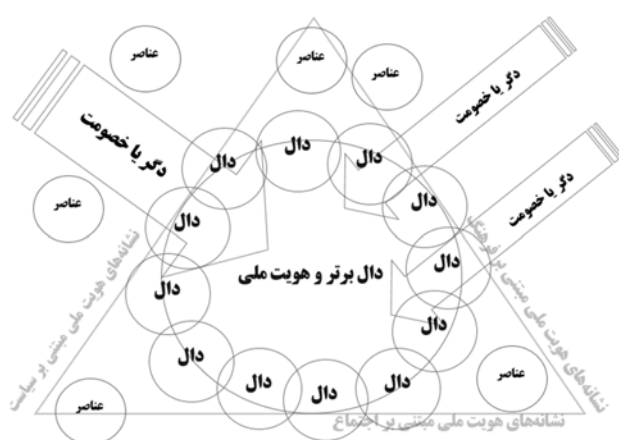 عناصر
عناصر
عناصر
دگر یا خصومت
دگر یا خصومت
دگر یا خصومت
دال
دال
دال
دال
دال
عناصر
دال
دال
دال برتر و هویت ملی
دال
دال
دال
دال
دال
عناصر
عناصر
نشانه‌های هویت ملی مبتنی بر فرهنگ
نشانه‌های هویت ملی مبتنی بر سیاست
نشانه‌های هویت ملی مبتنی بر اجتماع